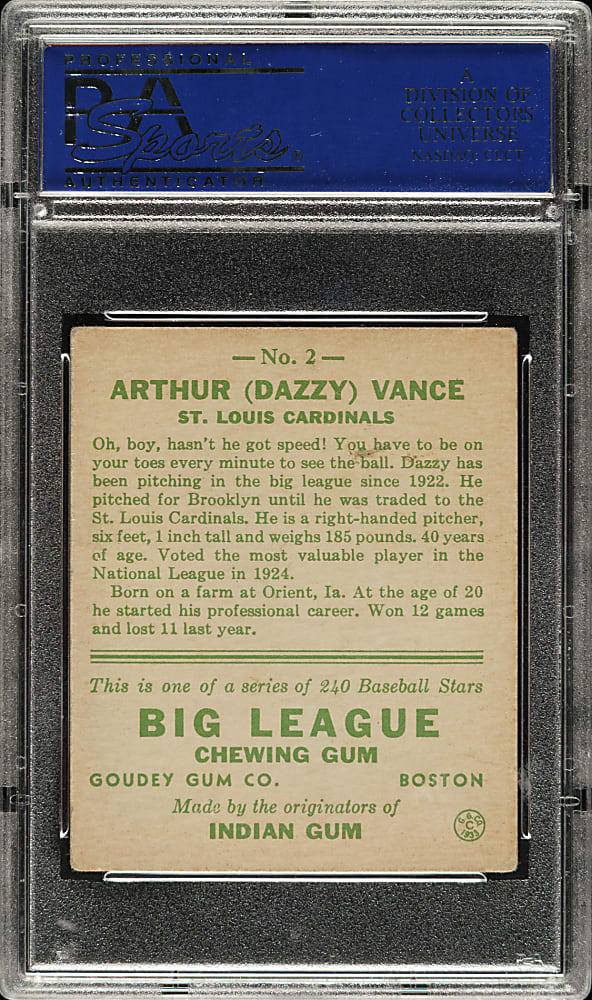 PROFESSIONAL
PSA
Sports®
AUTHENTICATOR
A
DIVISION OF
COLLECTORS
UNIVERSE
NASDAQ: CLCT
— No. 2 —
ARTHUR (DAZZY) VANCE
ST. LOUIS CARDINALS
Oh, boy, hasn't he got speed! You have to be on
your toes every minute to see the ball. Dazzy has
been pitching in the big league since 1922. He
pitched for Brooklyn until he was traded to the
St. Louis Cardinals. He is a right-handed pitcher,
six feet, 1 inch tall and weighs 185 pounds. 40 years
of age. Voted the most valuable player in the
National League in 1924.
Born on a farm at Orient, Ia. At the age of 20
he started his professional career. Won 12 games
and lost 11 last year.
This is one of a series of 240 Baseball Stars
BIG LEAGUE
CHEWING GUM
GOUDEY GUM CO. BOSTON
Made by the originators of
INDIAN GUM
G.G.CO.
C
1933